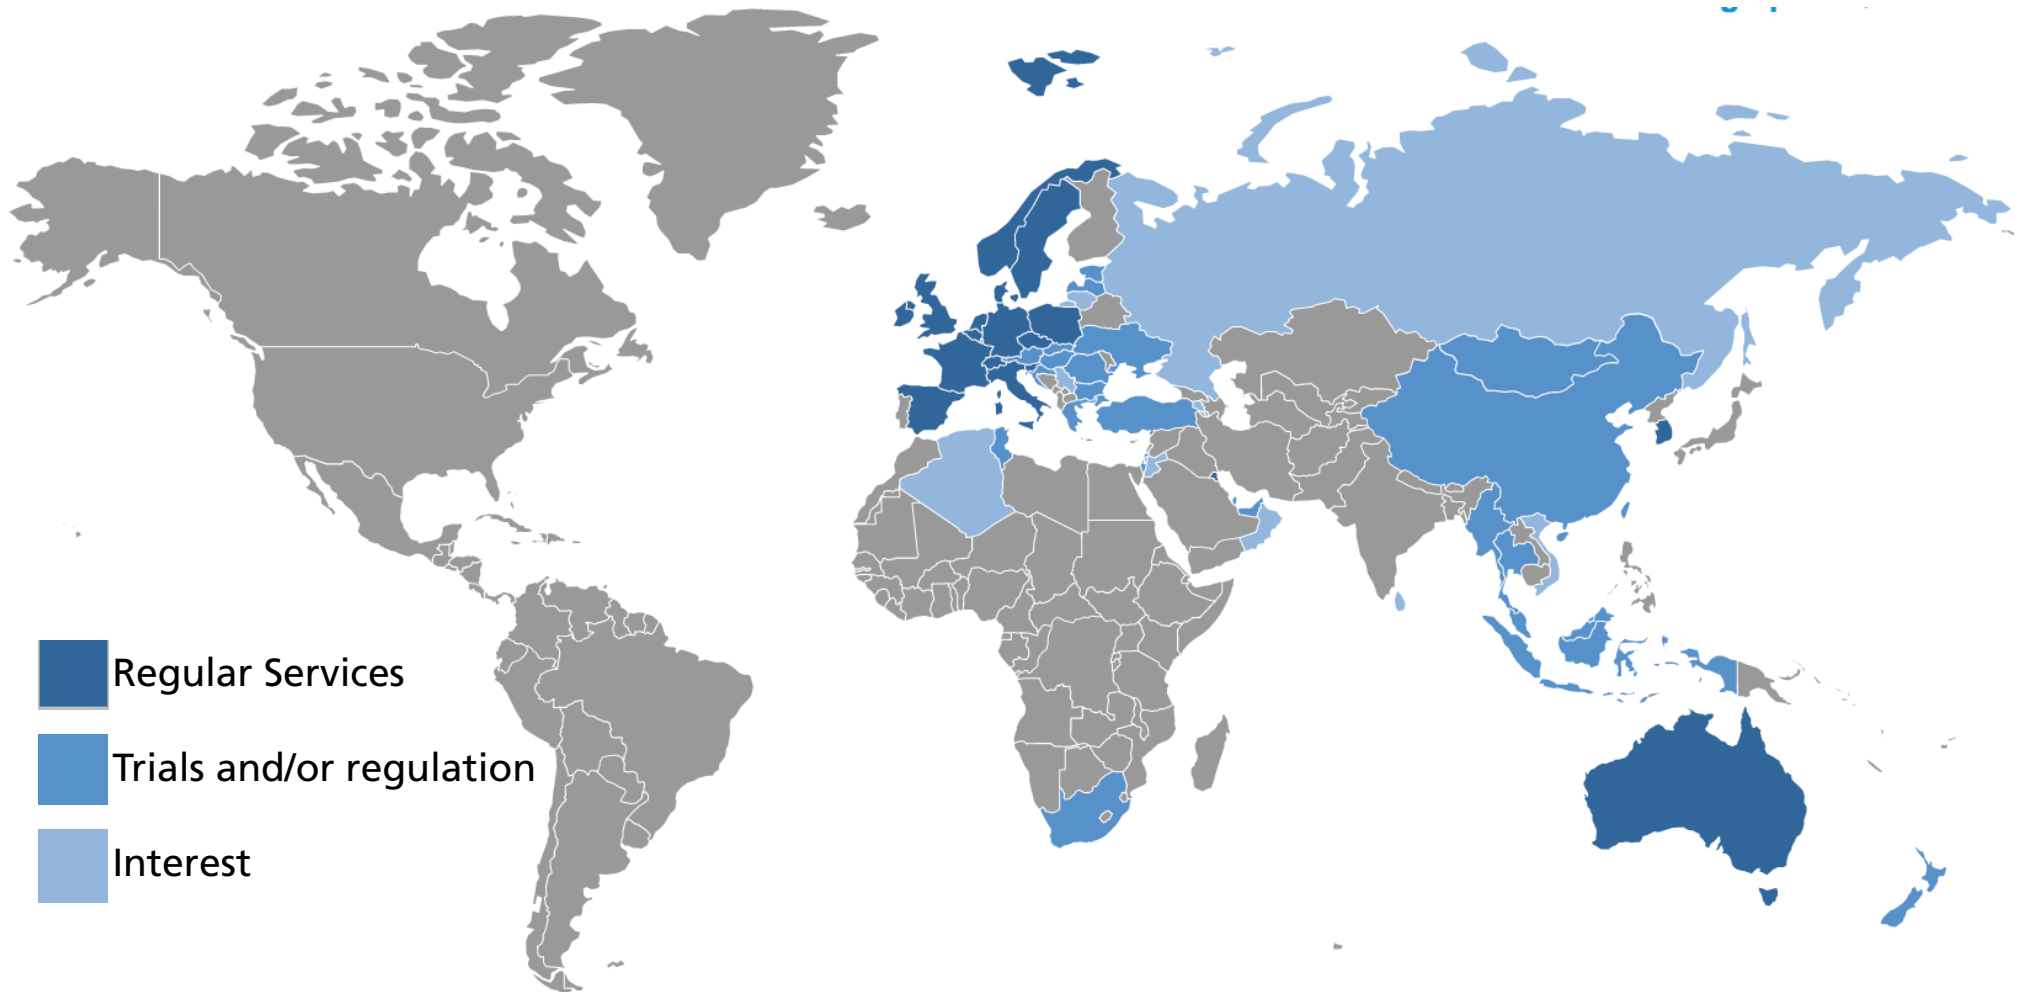 Regular Services
Trials and/or regulation
Interest